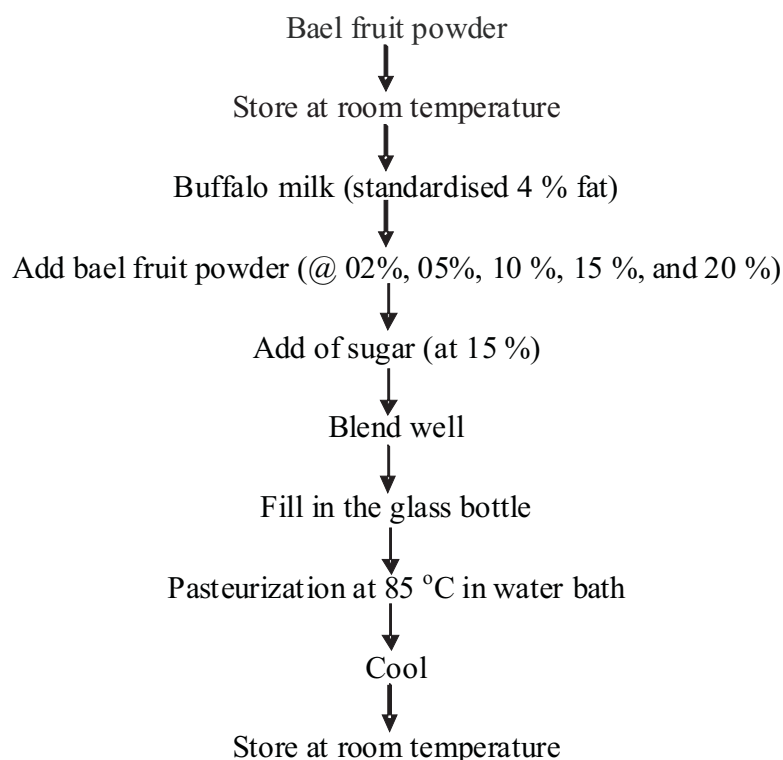 Bael fruit powder
Store at room temperature
Buffalo milk (standardised 4 % fat)
Add bael fruit powder (@ 02%, 05%, 10 %, 15 %, and 20 %)
Add of sugar (at 15 %)
Blend well
Fill in the glass bottle
Pasteurization at 85 °C in water bath
Cool
Store at room temperature